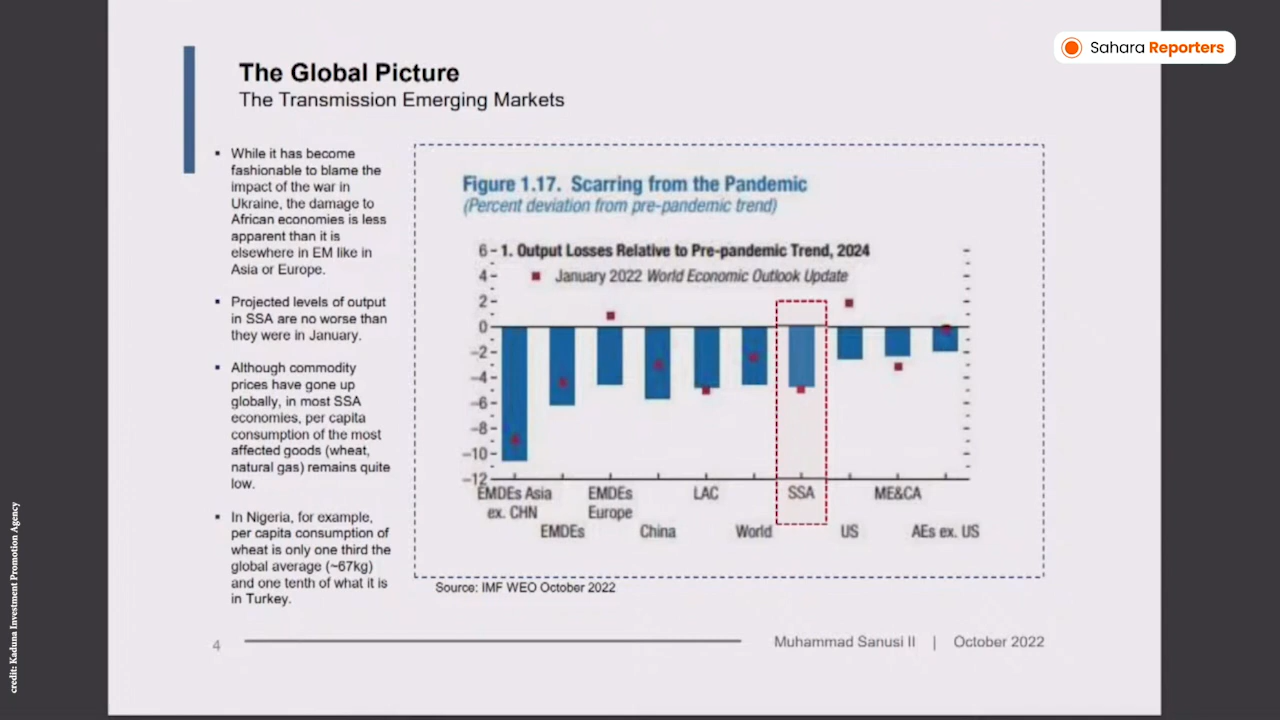 Sahara Reporters
The Global Picture
The Transmission Emerging Markets
▪ While it has become
fashionable to blame the
impact of the war in
Ukraine, the damage to
African economies is less
apparent than it is
elsewhere in EM like in
Asia or Europe.
▪ Projected levels of output
in SSA are no worse than
they were in January.
▪ Although commodity
prices have gone up
globally, in most SSA
economies, per capita
consumption of the most
affected goods (wheat,
natural gas) remains quite
low.
▪ In Nigeria, for example,
per capita consumption of
wheat is only one third the
global average (~67kg)
and one tenth of what it is
in Turkey.
Figure 1.17. Scarring from the Pandemic
(Percent deviation from pre-pandemic trend)
1. Output Losses Relative to Pre-pandemic Trend, 2024
January 2022 World Economic Outlook Update
6
4
2
0
–2
–4
–6
–8
–10
–12
EMDEs Asia
ex. CHN
EMDEs
EMDEs
Europe
China
LAC
World
SSA
US
ME&CA
AEs ex. US
Source: IMF WEO October 2022
4
Muhammad Sanusi II | October 2022
credit: Kaduna Investment Promotion Agency